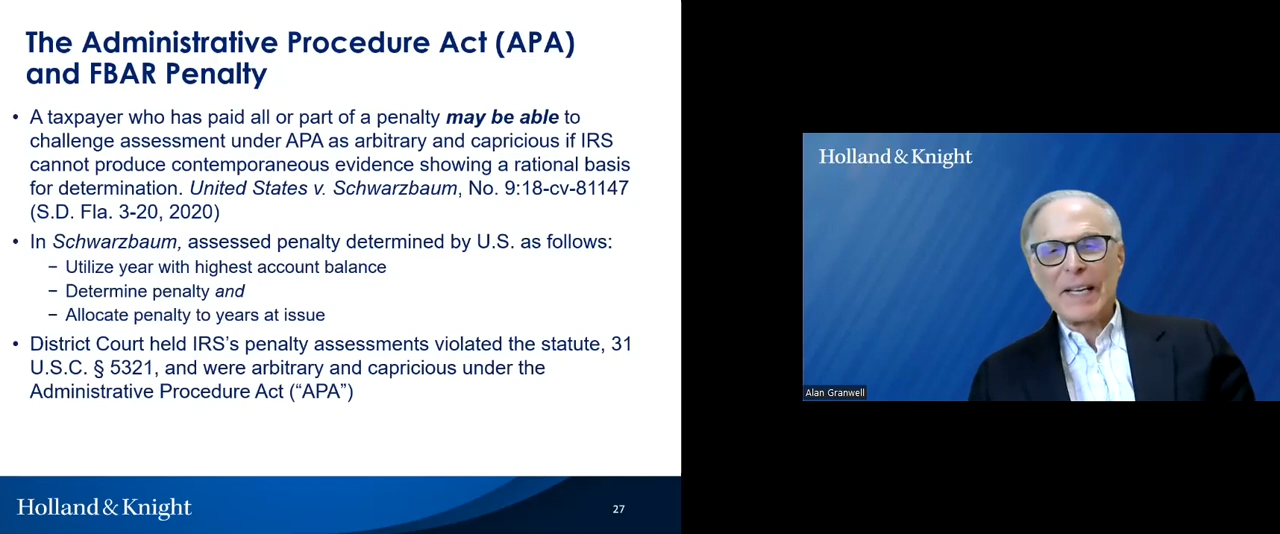 The Administrative Procedure Act (APA)
and FBAR Penalty
• A taxpayer who has paid all or part of a penalty may be able to
challenge assessment under APA as arbitrary and capricious if IRS
cannot produce contemporaneous evidence showing a rational basis
for determination. United States v. Schwarzbaum, No. 9:18-cv-81147
(S.D. Fla. 3-20, 2020)
• In Schwarzbaum, assessed penalty determined by U.S. as follows:
− Utilize year with highest account balance
− Determine penalty and
− Allocate penalty to years at issue
• District Court held IRS's penalty assessments violated the statute, 31
U.S.C. § 5321, and were arbitrary and capricious under the
Administrative Procedure Act ("APA")
Holland & Knight
27
Holland & Knight
Alan Granwell